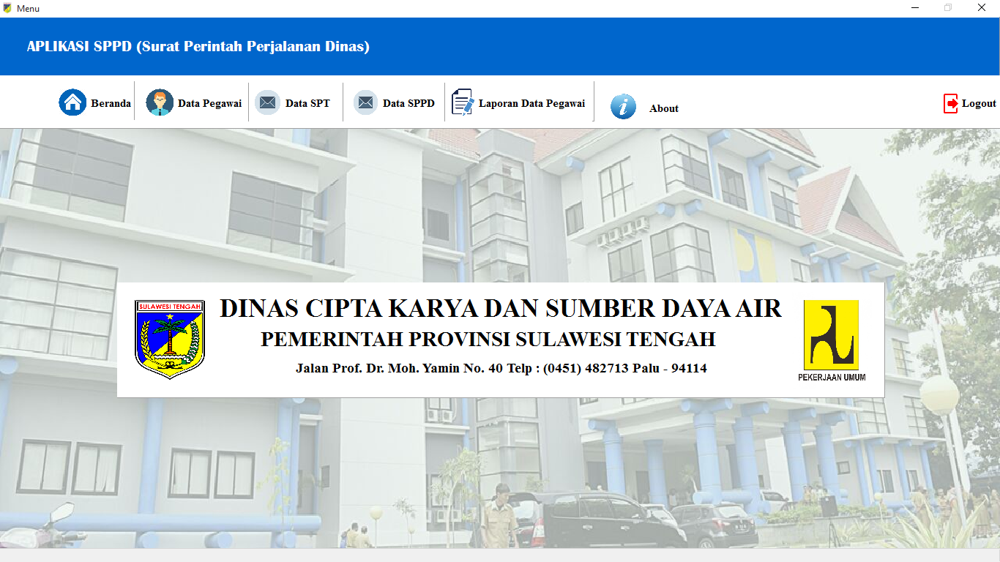 Menu
APLIKASI SPPD (Surat Perintah Perjalanan Dinas)
Beranda
Data Pegawai
Data SPT
Data SPPD
Laporan Data Pegawai
About
Logout
SULAWESI TENGAH
DINAS CIPTA KARYA DAN SUMBER DAYA AIR
PEMERINTAH PROVINSI SULAWESI TENGAH
Jalan Prof. Dr. Moh. Yamin No. 40 Telp : (0451) 482713 Palu - 94114
PEKERJAAN UMUM